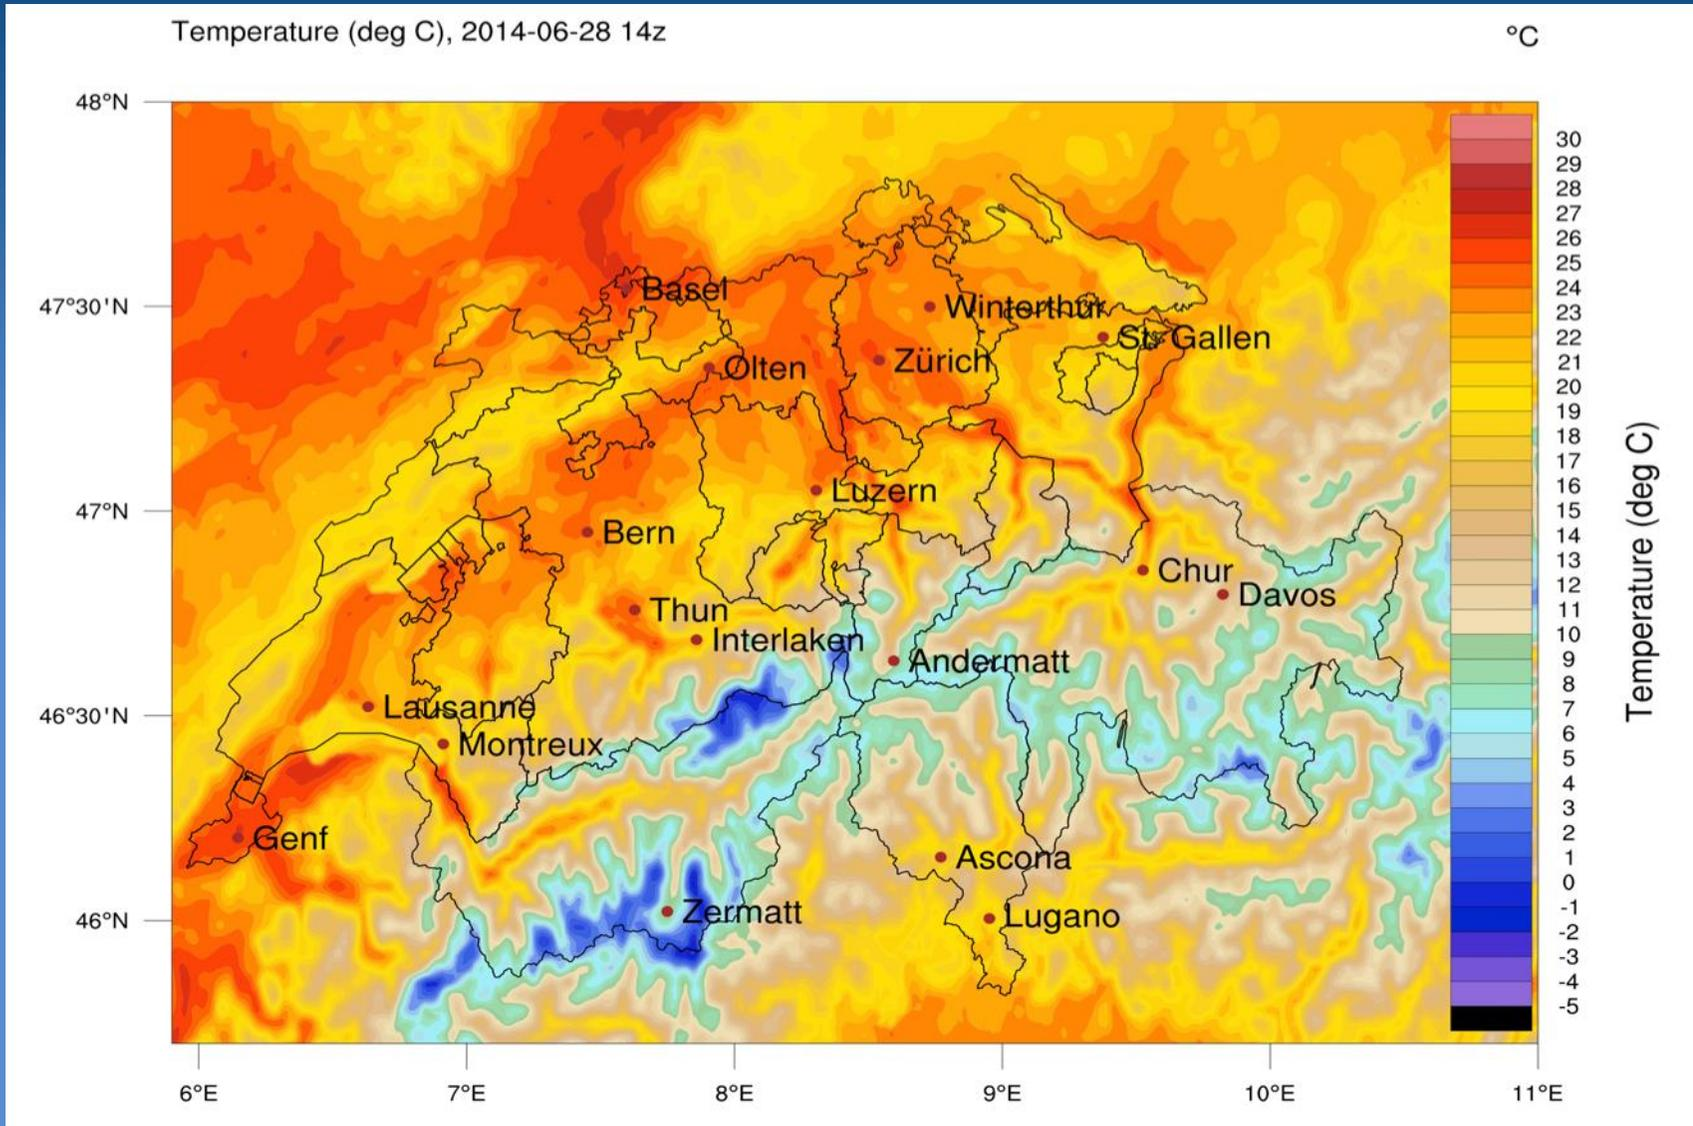 Temperature (deg C), 2014-06-28 14z
°C
48°N
47°30'N
47°N
46°30'N
46°N
6°E
7°E
8°E
9°E
10°E
11°E
Basel
Winterthur
St. Gallen
Olten
Zürich
Luzern
Bern
Chur
Davos
Thun
Interlaken
Andermatt
Lausanne
Montreux
Genf
Ascona
Zermatt
Lugano
30
29
28
27
26
25
24
23
22
21
20
19
18
17
16
15
14
13
12
11
10
9
8
7
6
5
4
3
2
1
0
-1
-2
-3
-4
-5
Temperature (deg C)